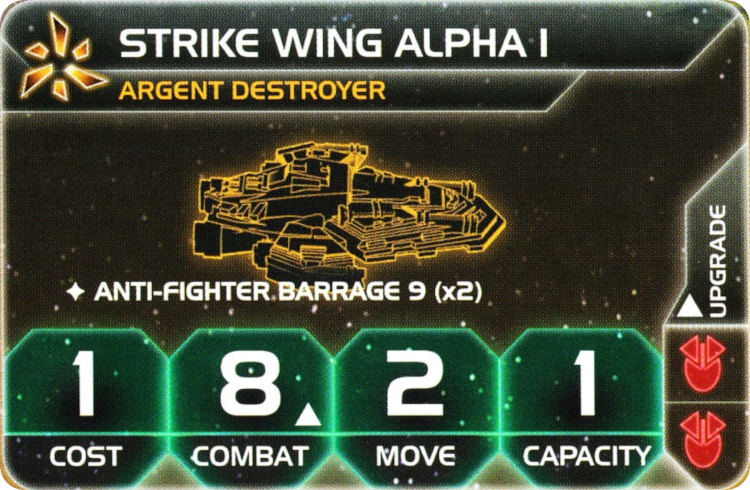 STRIKE WING ALPHA I
ARGENT DESTROYER
✦ ANTI-FIGHTER BARRAGE 9 (x2)
UPGRADE
1 8 2 1
COST COMBAT MOVE CAPACITY